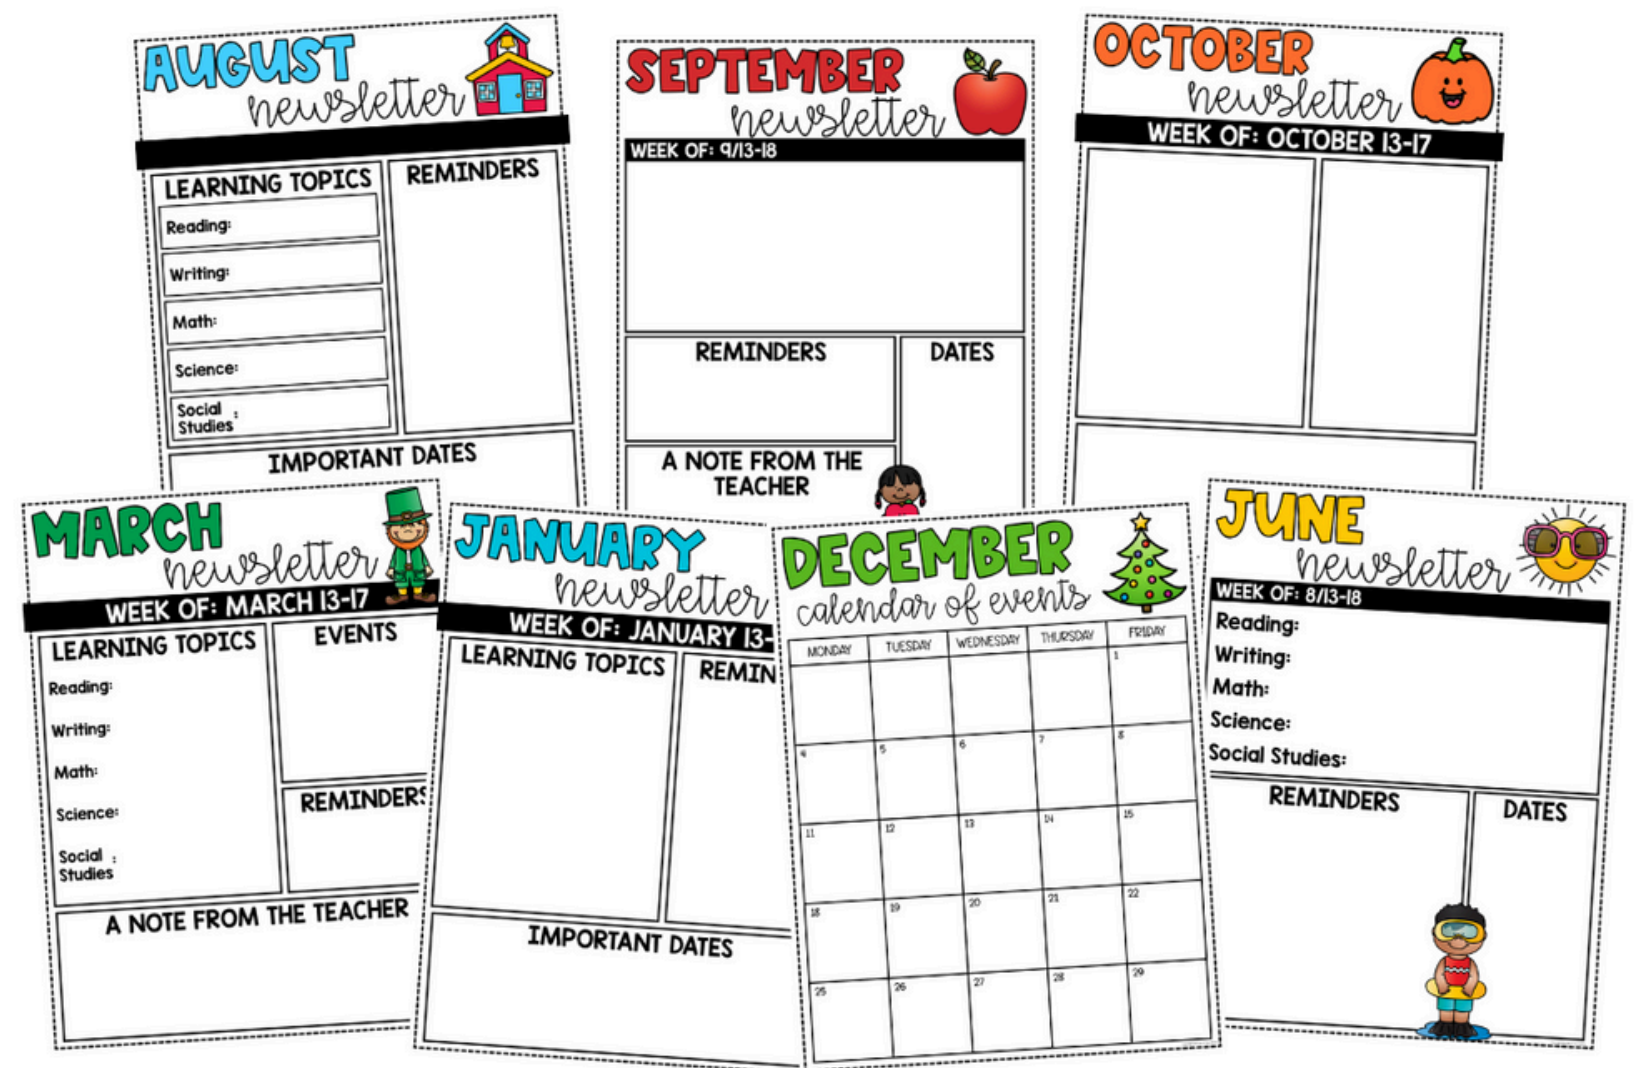 AUGUST
newsletter
LEARNING TOPICS
Reading:
Writing:
Math:
Science:
Social :
Studies
REMINDERS
IMPORTANT DATES
SEPTEMBER
newsletter
WEEK OF: 9/13-18
REMINDERS
DATES
A NOTE FROM THE
TEACHER
OCTOBER
newsletter
WEEK OF: OCTOBER 13-17
MARCH
newsletter
WEEK OF: MARCH 13-17
LEARNING TOPICS
Reading:
Writing:
Math:
Science:
Social :
Studies
EVENTS
REMINDERS
A NOTE FROM THE TEACHER
JANUARY
newsletter
WEEK OF: JANUARY 13-
LEARNING TOPICS
REMIN
IMPORTANT DATES
DECEMBER
calendar of events
MONDAY TUESDAY WEDNESDAY THURSDAY FRIDAY
1
4 5 6 7 8
11 12 13 14 15
18 19 20 21 22
25 26 27 28 29
JUNE
newsletter
WEEK OF: 8/13-18
Reading:
Writing:
Math:
Science:
Social Studies:
REMINDERS
DATES